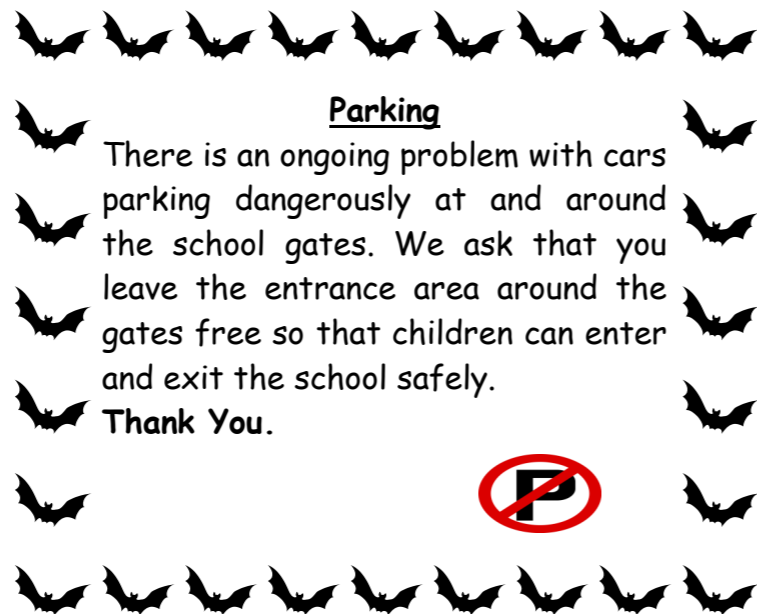 Parking
There is an ongoing problem with cars
parking dangerously at and around
the school gates. We ask that you
leave the entrance area around the
gates free so that children can enter
and exit the school safely.
Thank You.
P